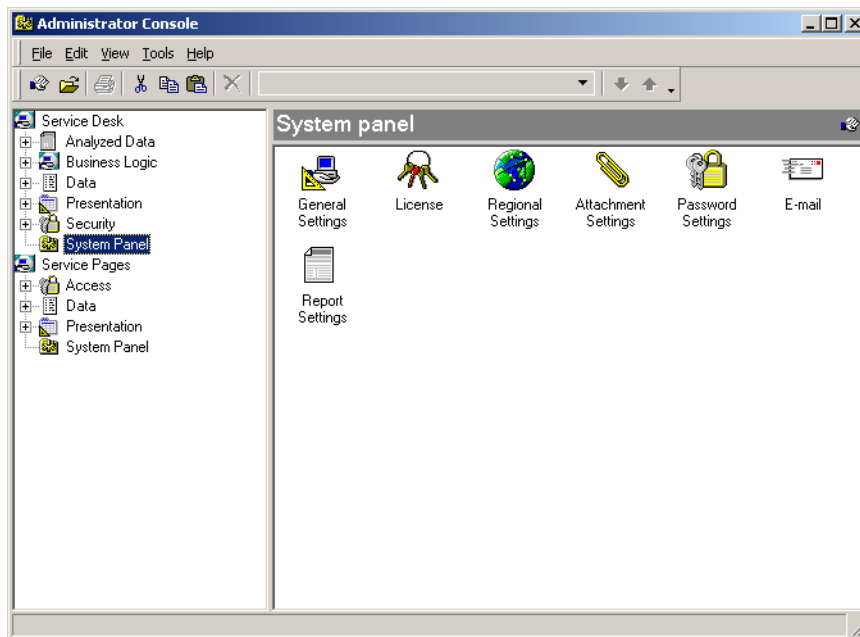 Administrator Console
File Edit View Tools Help
Service Desk
Analyzed Data
Business Logic
Data
Presentation
Security
System Panel
Service Pages
Access
Data
Presentation
System Panel
System panel
General
Settings
License
Regional
Settings
Attachment
Settings
Password
Settings
E-mail
Report
Settings